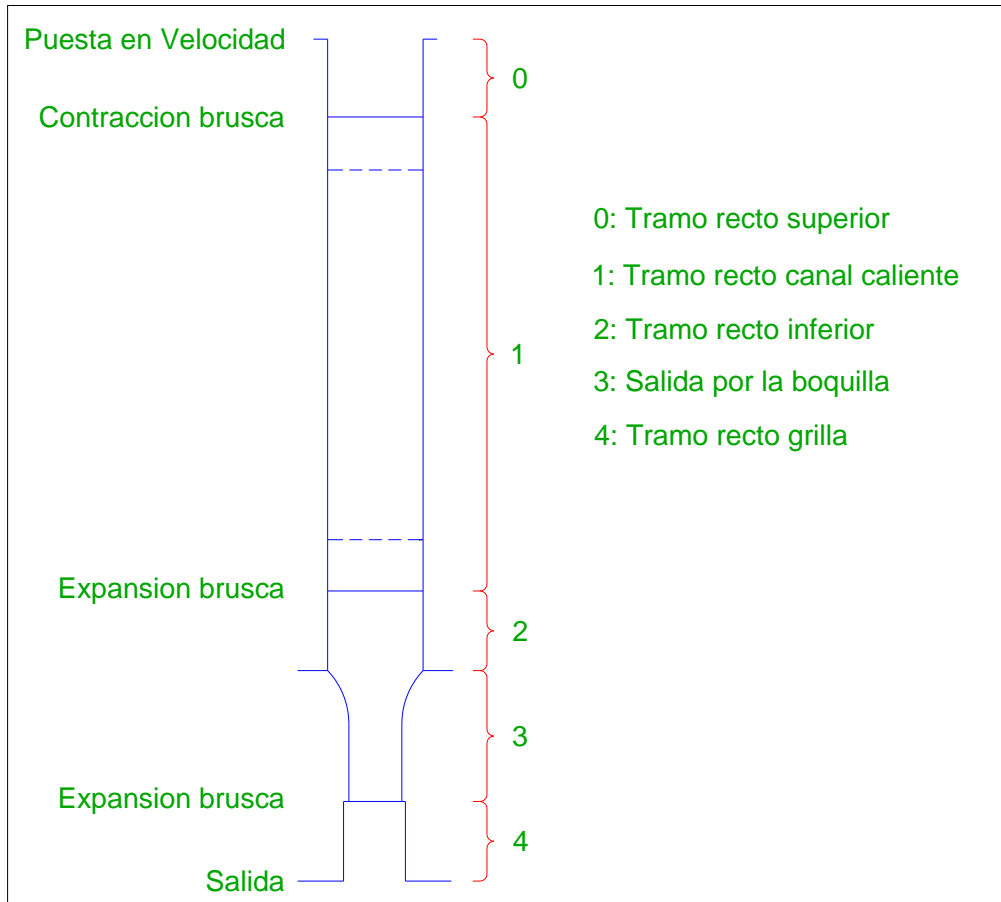 Puesta en Velocidad
0
Contraccion brusca
0: Tramo recto superior
1: Tramo recto canal caliente
2: Tramo recto inferior
1
3: Salida por la boquilla
4: Tramo recto grilla
Expansion brusca
2
3
Expansion brusca
4
Salida